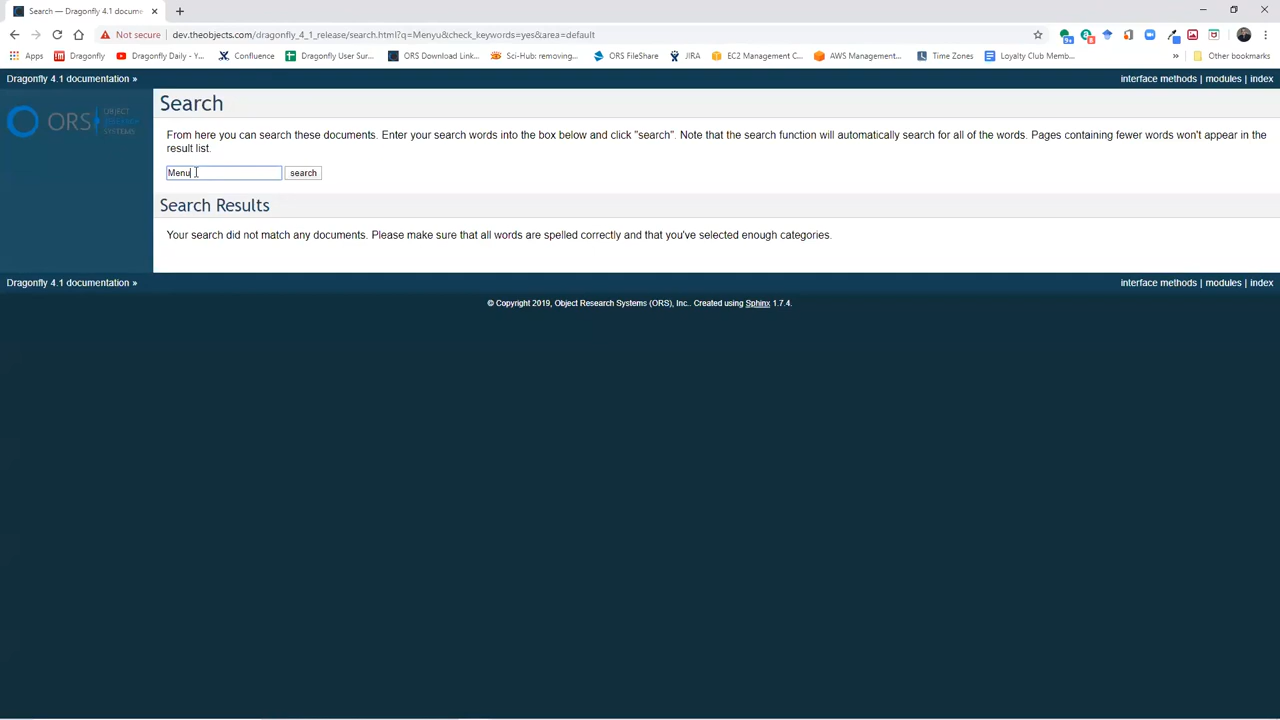 Search — Dragonfly 4.1 docume
Not secure dev.theobjects.com/dragonfly_4_1_release/search.html?q=Menyu&check_keywords=yes&area=default
Apps Dragonfly Dragonfly Daily - Y... Confluence Dragonfly User Sur... ORS Download Link... Sci-Hub: removing... ORS FileShare JIRA EC2 Management C... AWS Management... Time Zones Loyalty Club Memb... » Other bookmarks
Dragonfly 4.1 documentation » interface methods | modules | index
ORS OBJECT RESEARCH SYSTEMS
Search
From here you can search these documents. Enter your search words into the box below and click "search". Note that the search function will automatically search for all of the words. Pages containing fewer words won't appear in the
result list.
Menu search
Search Results
Your search did not match any documents. Please make sure that all words are spelled correctly and that you've selected enough categories.
Dragonfly 4.1 documentation » interface methods | modules | index
© Copyright 2019, Object Research Systems (ORS), Inc.. Created using Sphinx 1.7.4.